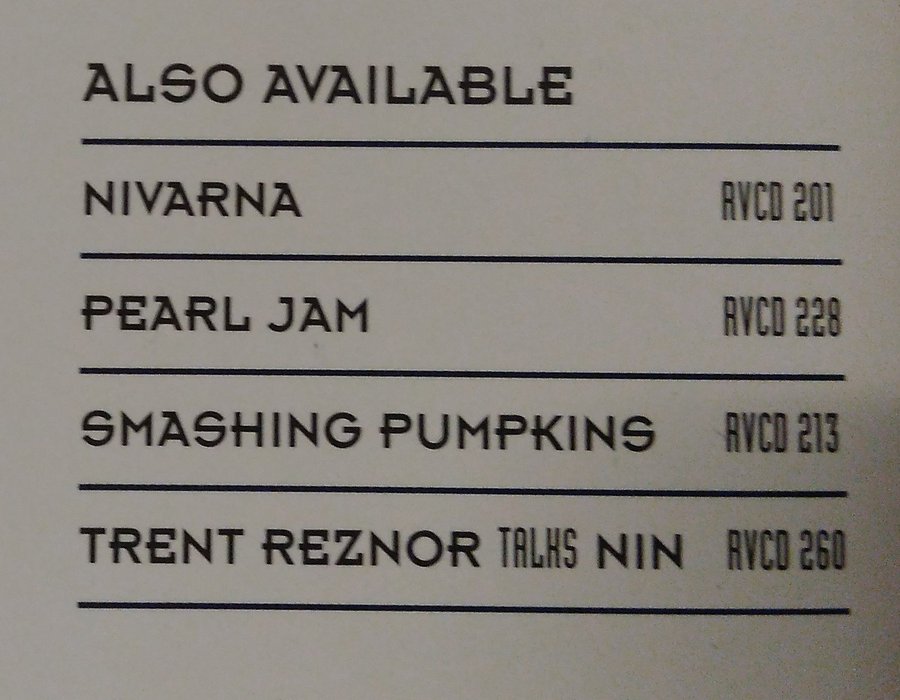 ALSO AVAILABLE
NIVARNA RVCD 201
PEARL JAM RVCD 228
SMASHING PUMPKINS RVCD 213
TRENT REZNOR TALKS NIN RVCD 260